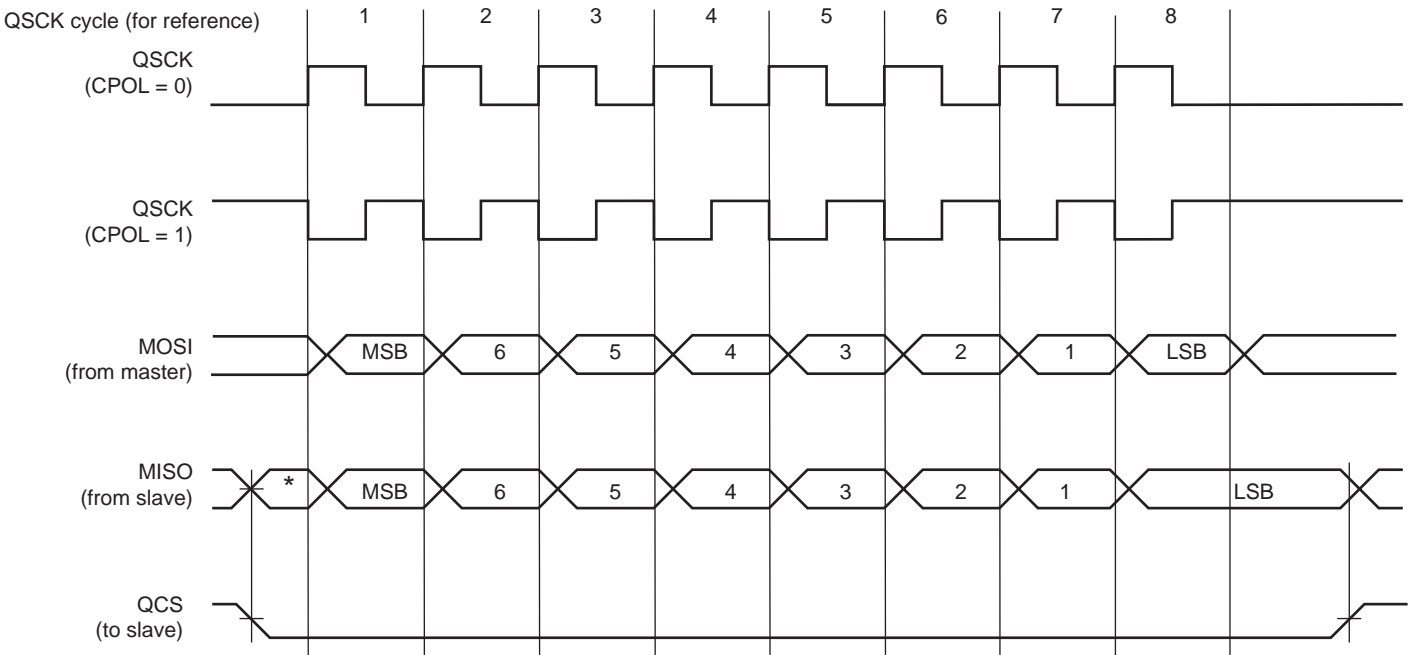 QSCK cycle (for reference) 1 2 3 4 5 6 7 8
QSCK
(CPOL = 0)
QSCK
(CPOL = 1)
MOSI
(from master)
MSB 6 5 4 3 2 1 LSB
MISO
(from slave)
* MSB 6 5 4 3 2 1 LSB
QCS
(to slave)